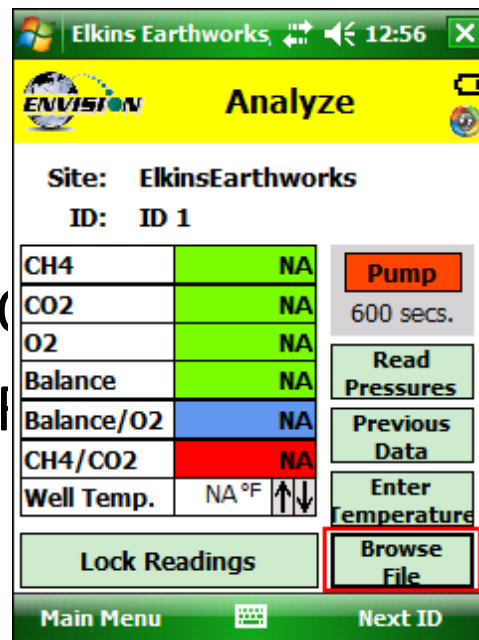 Elkins Earthworks, 12:56
ENVISION Analyze
Site: ElkinsEarthworks
ID: ID 1
CH4 NA
CO2 NA
O2 NA
Balance NA
Balance/O2 NA
CH4/CO2 NA
Well Temp. NA °F
Pump
600 secs.
Read
Pressures
Previous
Data
Enter
Temperature
Browse
File
Lock Readings
Main Menu Next ID